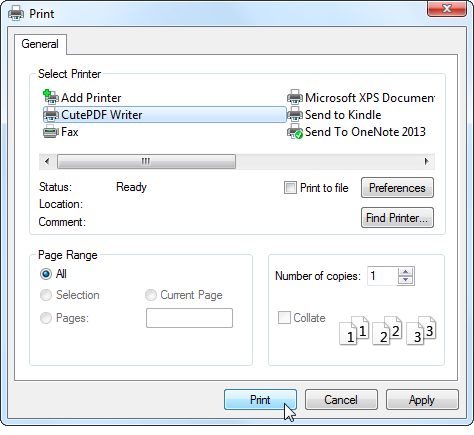 Print
General
Select Printer
Add Printer
Microsoft XPS Documen
CutePDF Writer
Send to Kindle
Fax
Send To OneNote 2013
Status: Ready
Print to file
Preferences
Location:
Comment:
Find Printer...
Page Range
All
Selection
Current Page
Pages:
Number of copies: 1
Collate
1 1 2 2 3 3
Print
Cancel
Apply